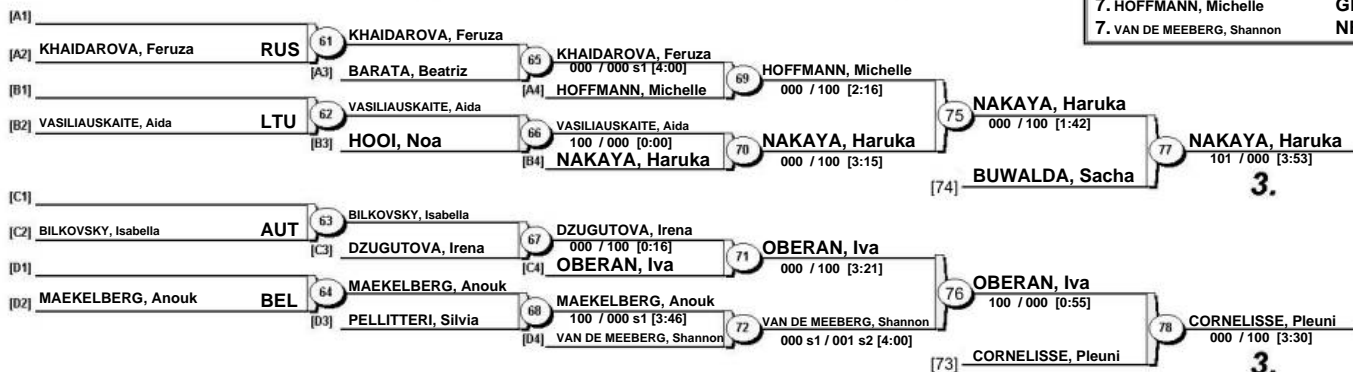 7. HOFFMANN, Michelle
7. VAN DE MEEBERG, Shannon
[A1]
[A2] KHAIDAROVA, Feruza RUS
61
KHAIDAROVA, Feruza
[A3] BARATA, Beatriz
65
KHAIDAROVA, Feruza
000 / 000 s1 [4:00]
[A4] HOFFMANN, Michelle
69
HOFFMANN, Michelle
000 / 100 [2:16]
[B1]
[B2] VASILIAUSKAITE, Aida LTU
62
VASILIAUSKAITE, Aida
[B3] HOOI, Noa
66
VASILIAUSKAITE, Aida
100 / 000 [0:00]
[B4] NAKAYA, Haruka
70
NAKAYA, Haruka
000 / 100 [3:15]
75
NAKAYA, Haruka
000 / 100 [1:42]
[74] BUWALDA, Sacha
77
NAKAYA, Haruka
101 / 000 [3:53]
3.
[C1]
[C2] BILKOVSKY, Isabella AUT
63
BILKOVSKY, Isabella
[C3] DZUGUTOVA, Irena
67
DZUGUTOVA, Irena
000 / 100 [0:16]
[C4] OBERAN, Iva
71
OBERAN, Iva
000 / 100 [3:21]
[D1]
[D2] MAEKELBERG, Anouk BEL
64
MAEKELBERG, Anouk
[D3] PELLITTERI, Silvia
68
MAEKELBERG, Anouk
100 / 000 s1 [3:46]
[D4] VAN DE MEEBERG, Shannon
72
VAN DE MEEBERG, Shannon
000 s1 / 001 s2 [4:00]
76
OBERAN, Iva
100 / 000 [0:55]
[73] CORNELISSE, Pleuni
78
CORNELISSE, Pleuni
000 / 100 [3:30]
3.